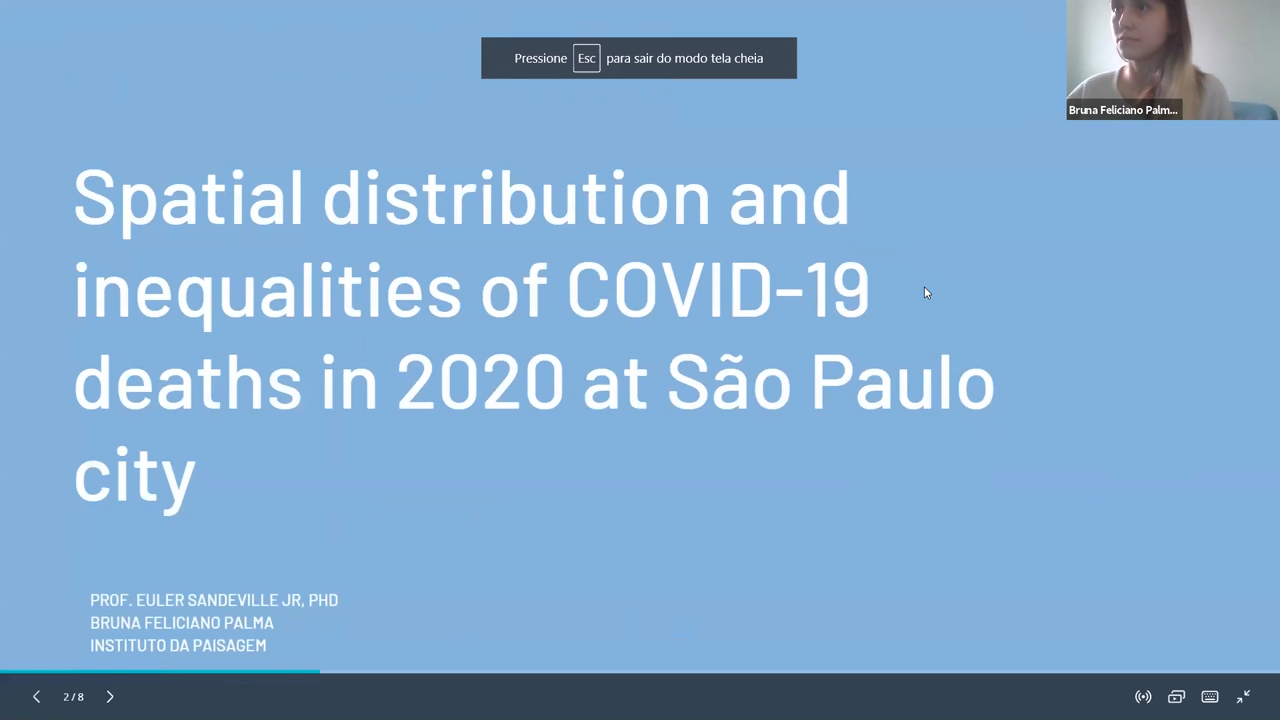 Pressione Esc para sair do modo tela cheia
Bruna Feliciano Palm...
Spatial distribution and
inequalities of COVID-19
deaths in 2020 at São Paulo
city
PROF. EULER SANDEVILLE JR, PHD
BRUNA FELICIANO PALMA
INSTITUTO DA PAISAGEM
2 / 8